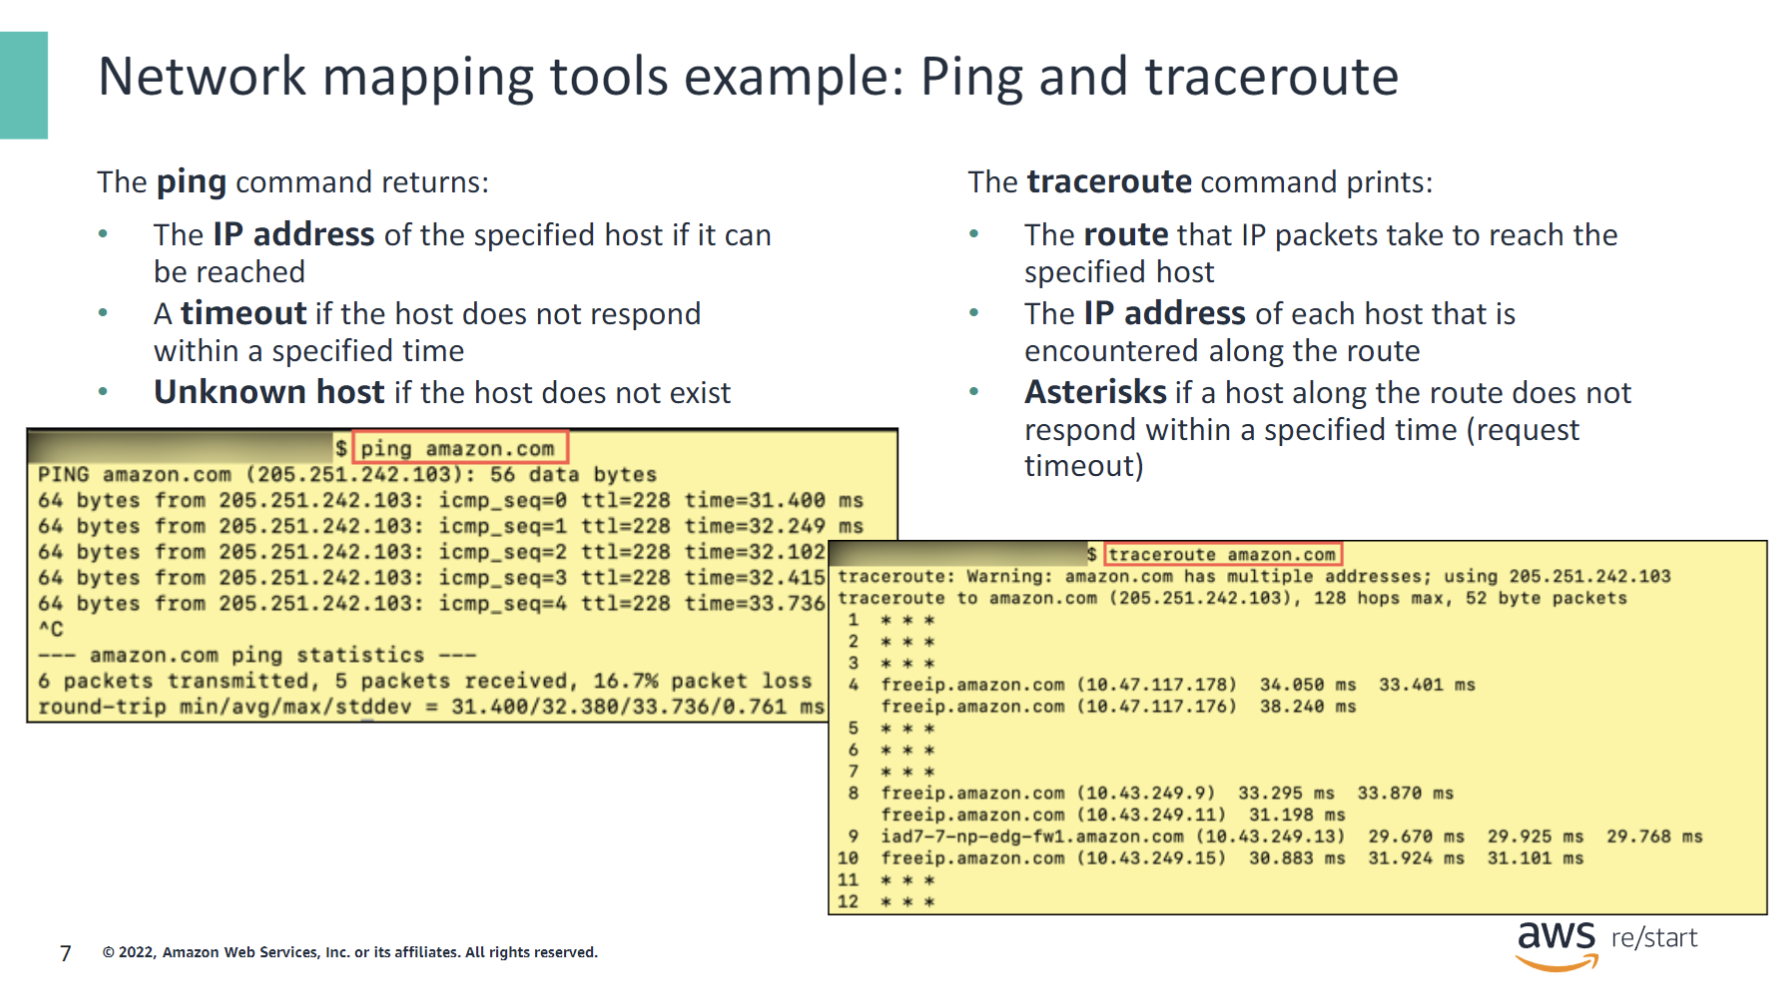 Network mapping tools example: Ping and traceroute
The ping command returns:
• The IP address of the specified host if it can
be reached
• A timeout if the host does not respond
within a specified time
• Unknown host if the host does not exist
The traceroute command prints:
• The route that IP packets take to reach the
specified host
• The IP address of each host that is
encountered along the route
• Asterisks if a host along the route does not
respond within a specified time (request
timeout)
$ ping amazon.com
PING amazon.com (205.251.242.103): 56 data bytes
64 bytes from 205.251.242.103: icmp_seq=0 ttl=228 time=31.400 ms
64 bytes from 205.251.242.103: icmp_seq=1 ttl=228 time=32.249 ms
64 bytes from 205.251.242.103: icmp_seq=2 ttl=228 time=32.102
64 bytes from 205.251.242.103: icmp_seq=3 ttl=228 time=32.415
64 bytes from 205.251.242.103: icmp_seq=4 ttl=228 time=33.736
^C
--- amazon.com ping statistics ---
6 packets transmitted, 5 packets received, 16.7% packet loss
round-trip min/avg/max/stddev = 31.400/32.380/33.736/0.761 ms
$ traceroute amazon.com
traceroute: Warning: amazon.com has multiple addresses; using 205.251.242.103
traceroute to amazon.com (205.251.242.103), 128 hops max, 52 byte packets
1 * * *
2 * * *
3 * * *
4 freeip.amazon.com (10.47.117.178) 34.050 ms 33.401 ms
freeip.amazon.com (10.47.117.176) 38.240 ms
5 * * *
6 * * *
7 * * *
8 freeip.amazon.com (10.43.249.9) 33.295 ms 33.870 ms
freeip.amazon.com (10.43.249.11) 31.198 ms
9 iad7-7-np-edg-fw1.amazon.com (10.43.249.13) 29.670 ms 29.925 ms 29.768 ms
10 freeip.amazon.com (10.43.249.15) 30.883 ms 31.924 ms 31.101 ms
11 * * *
12 * * *
7 © 2022, Amazon Web Services, Inc. or its affiliates. All rights reserved.
aws re/start